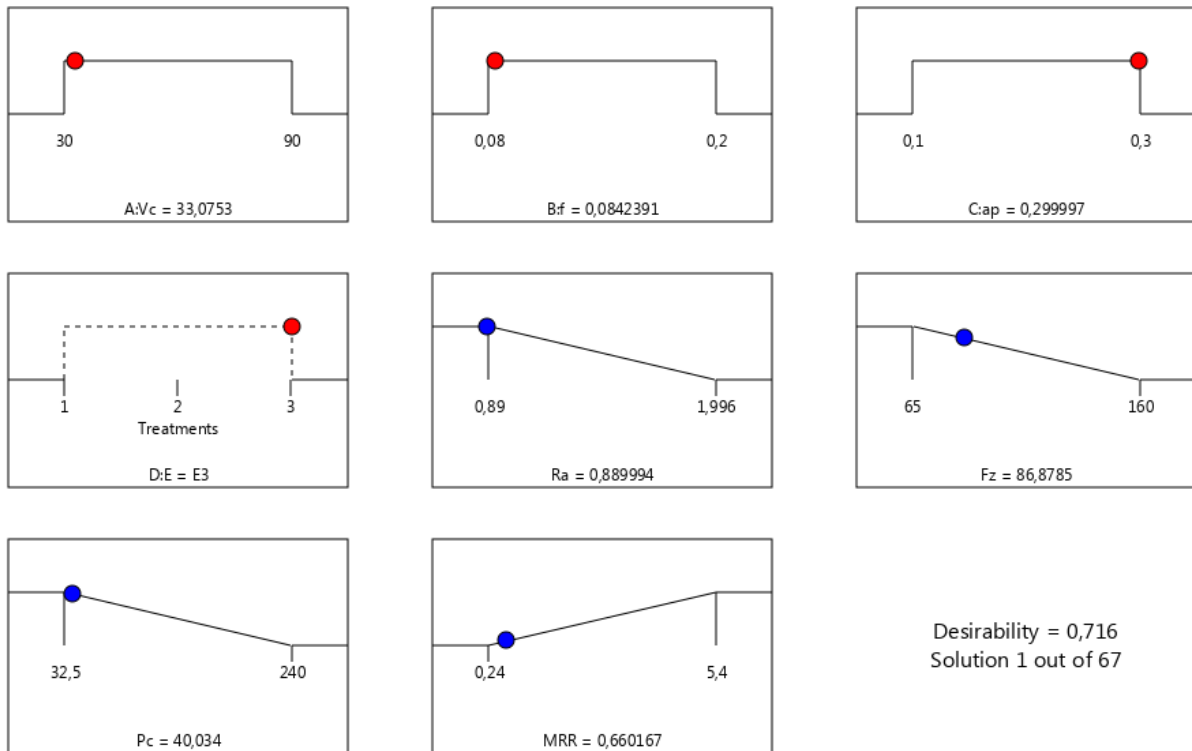 30 90
A:Vc = 33,0753
0,08 0,2
B:f = 0,0842391
0,1 0,3
C:ap = 0,299997
1 2 3
Treatments
D:E = E3
0,89 1,996
Ra = 0,889994
65 160
Fz = 86,8785
32,5 240
Pc = 40,034
0,24 5,4
MRR = 0,660167
Desirability = 0,716
Solution 1 out of 67